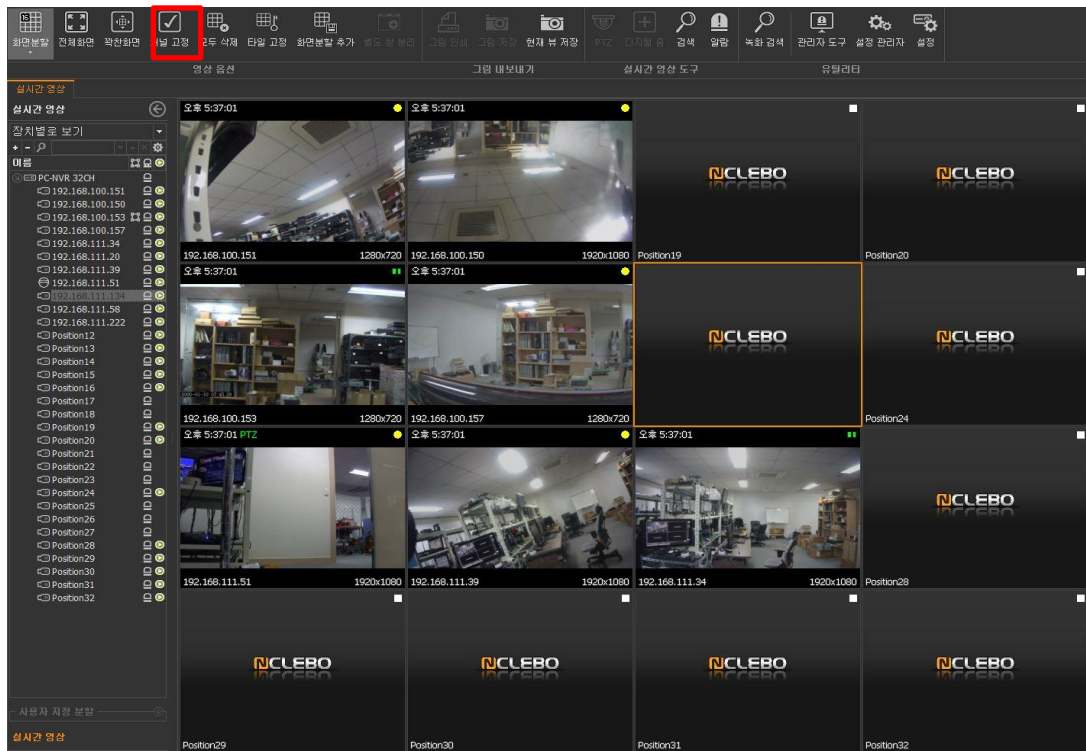 16
화면분할 전체화면 꽉찬화면 채널 고정 모두 삭제 타일 고정 화면분할 추가 별도 창 분리 그림 인쇄 그림 저장 현재 뷰 저장 PTZ 디지털 줌 검색 알람 녹화 검색 관리자 도구 설정 관리자 설정
영상 옵션 그림 내보내기 실시간 영상 도구 유틸리티
실시간 영상
실시간 영상
장치별로 보기
이름
PC-NVR 32CH
192.168.100.151
192.168.100.150
192.168.100.153
192.168.100.157
192.168.111.34
192.168.111.20
192.168.111.39
192.168.111.51
192.168.111.134
192.168.111.58
192.168.111.222
Position12
Position13
Position14
Position15
Position16
Position17
Position18
Position19
Position20
Position21
Position22
Position23
Position24
Position25
Position26
Position27
Position28
Position29
Position30
Position31
Position32
사용자 지정 분할
실시간 영상
오후 5:37:01 오후 5:37:01
NCLEBO NCLEBO
192.168.100.151 1280x720 192.168.100.150 1920x1080 Position19 Position20
오후 5:37:01 오후 5:37:01
NCLEBO NCLEBO
192.168.100.153 1280x720 192.168.100.157 1280x720 Position24
오후 5:37:01 PTZ 오후 5:37:01 오후 5:37:01
NCLEBO
192.168.111.51 1920x1080 192.168.111.39 1920x1080 192.168.111.34 1920x1080 Position28
NCLEBO NCLEBO NCLEBO NCLEBO
Position29 Position30 Position31 Position32